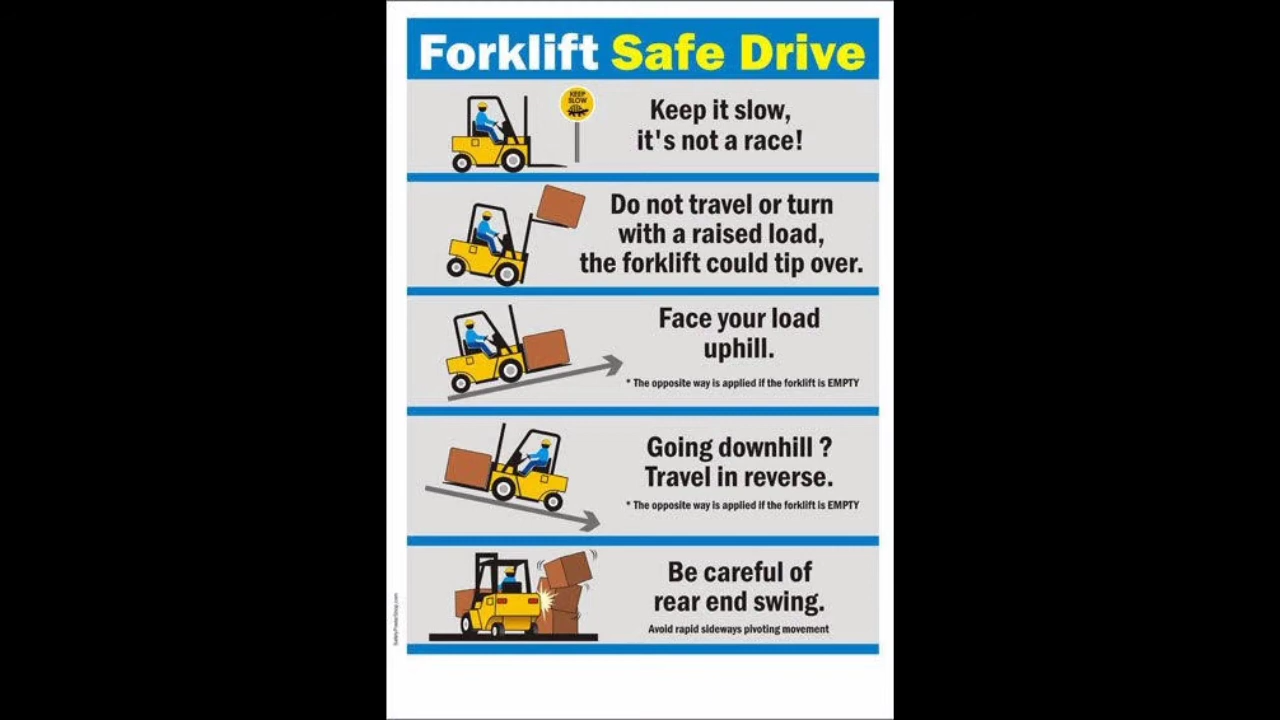 Forklift Safe Drive
KEEP
SLOW
Keep it slow,
it's not a race!
Do not travel or turn
with a raised load,
the forklift could tip over.
Face your load
uphill.
* The opposite way is applied if the forklift is EMPTY
Going downhill ?
Travel in reverse.
* The opposite way is applied if the forklift is EMPTY
Be careful of
rear end swing.
Avoid rapid sideways pivoting movement
SafetyPosterShop.com